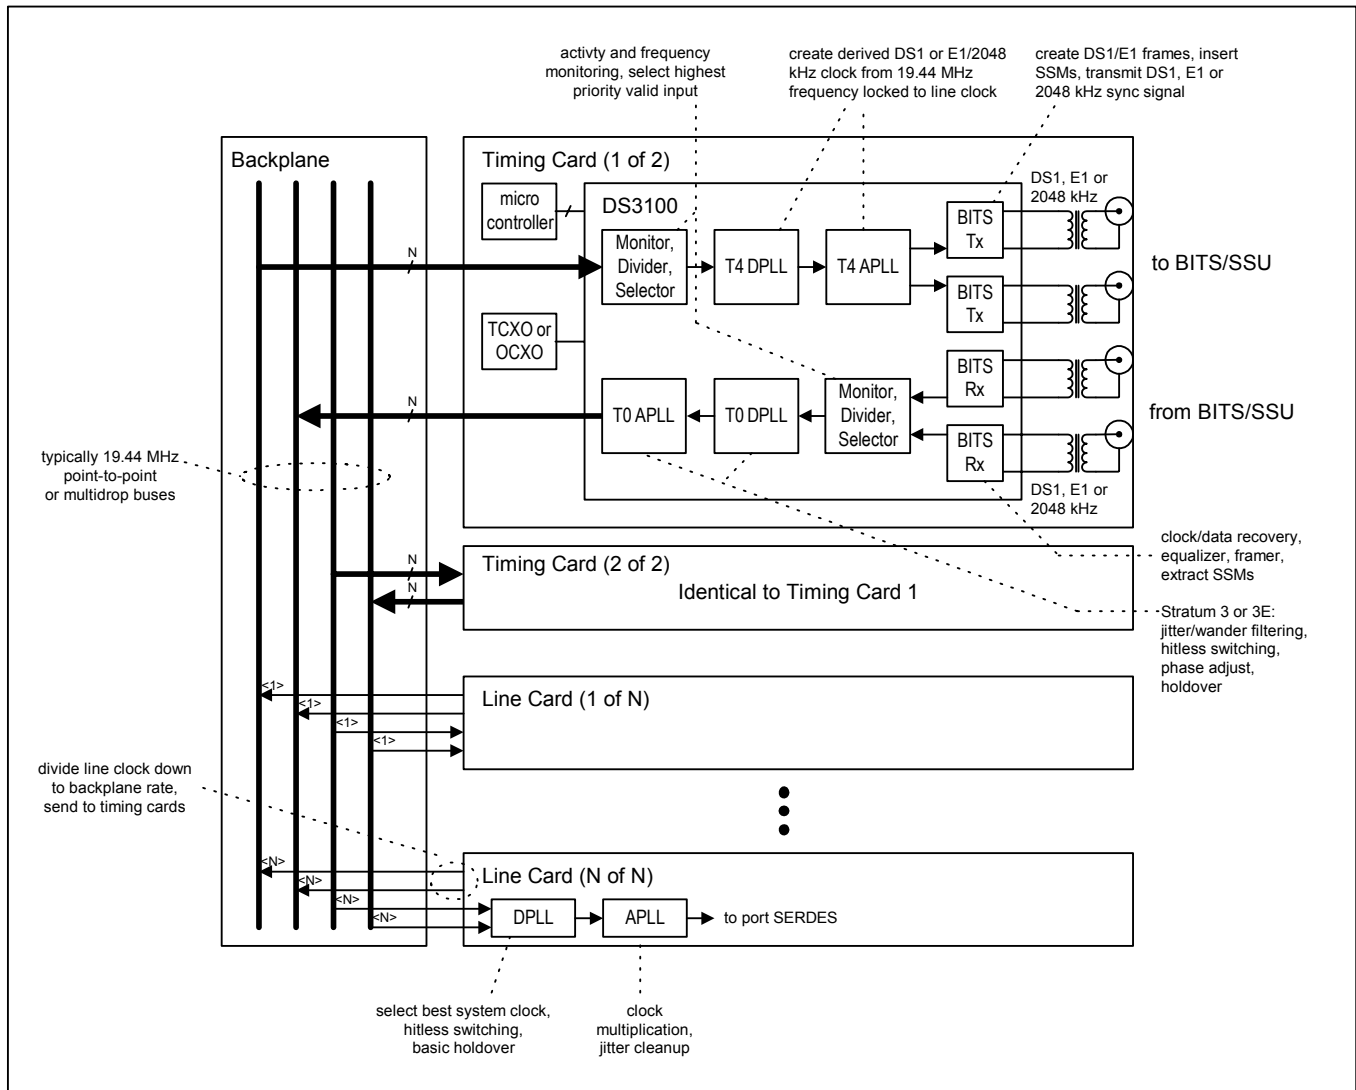 activty and frequency
monitoring, select highest
priority valid input
create derived DS1 or E1/2048
kHz clock from 19.44 MHz
frequency locked to line clock
create DS1/E1 frames, insert
SSMs, transmit DS1, E1 or
2048 kHz sync signal
Backplane
Timing Card (1 of 2)
micro
controller
DS3100
DS1, E1 or
2048 kHz
N
Monitor,
Divider,
Selector
T4 DPLL
T4 APLL
BITS
Tx
BITS
Tx
to BITS/SSU
TCXO or
OCXO
N
T0 APLL
T0 DPLL
Monitor,
Divider,
Selector
BITS
Rx
BITS
Rx
from BITS/SSU
DS1, E1 or
2048 kHz
typically 19.44 MHz
point-to-point
or multidrop buses
clock/data recovery,
equalizer, framer,
extract SSMs
N
N
Timing Card (2 of 2)
Identical to Timing Card 1
Stratum 3 or 3E:
jitter/wander filtering,
hitless switching,
phase adjust,
holdover
<1>
<1>
<1>
<1>
Line Card (1 of N)
divide line clock down
to backplane rate,
send to timing cards
<N>
<N>
<N>
<N>
Line Card (N of N)
DPLL
APLL
to port SERDES
select best system clock,
hitless switching,
basic holdover
clock
multiplication,
jitter cleanup